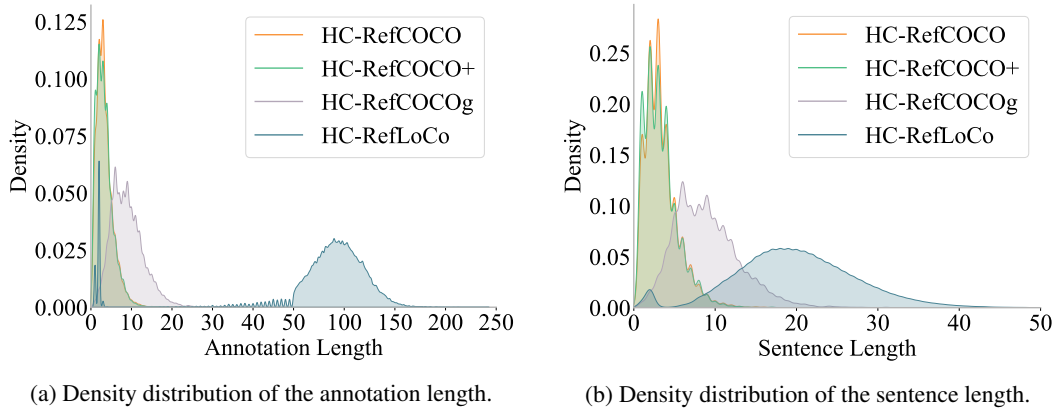 0.125
0.100
0.075
0.050
0.025
0.000
Density
HC-RefCOCO
HC-RefCOCO+
HC-RefCOCOg
HC-RefLoCo
0 10 20 30 40 50 100 150 200 250
Annotation Length
(a) Density distribution of the annotation length.
0.25
0.20
0.15
0.10
0.05
0.00
Density
HC-RefCOCO
HC-RefCOCO+
HC-RefCOCOg
HC-RefLoCo
0 10 20 30 40 50
Sentence Length
(b) Density distribution of the sentence length.